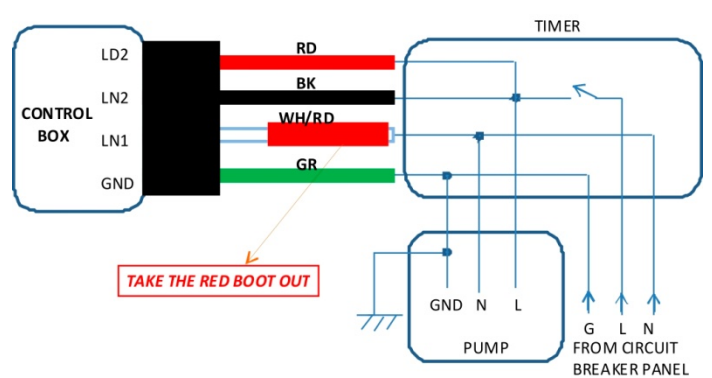 TIMER
RD
LD2
BK
LN2
CONTROL
BOX
WH/RD
LN1
GR
GND
TAKE THE RED BOOT OUT
GND N L
PUMP
G L N
FROM CIRCUIT
BREAKER PANEL